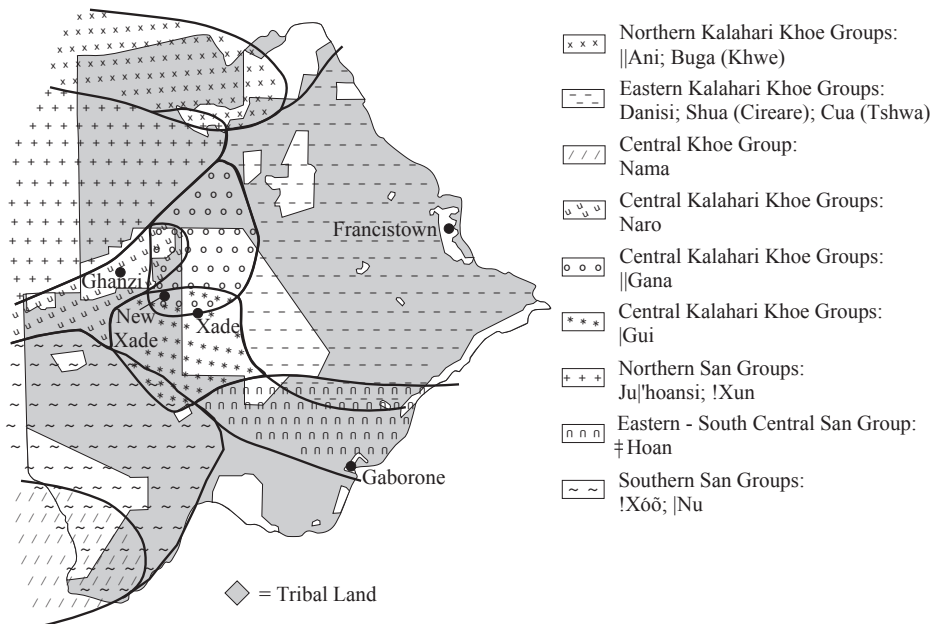 Northern Kalahari Khoe Groups:
||Ani; Buga (Khwe)
Eastern Kalahari Khoe Groups:
Danisi; Shua (Cireare); Cua (Tshwa)
Central Khoe Group:
Nama
Central Kalahari Khoe Groups:
Naro
Central Kalahari Khoe Groups:
||Gana
Central Kalahari Khoe Groups:
|Gui
Northern San Groups:
Ju|'hoansi; !Xun
Eastern - South Central San Group:
‡Hoan
Southern San Groups:
!Xóõ; |Nu
Francistown
Ghanzi
New
Xade
Xade
Gaborone
= Tribal Land